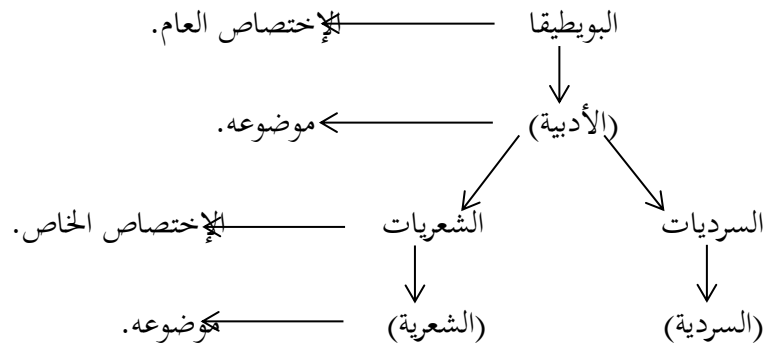 البويطيقا الإختصاص العام.
(الأدبية) موضوعه.
السرديات الشعريات الإختصاص الخاص.
(السردية) (الشعرية) موضوعه.